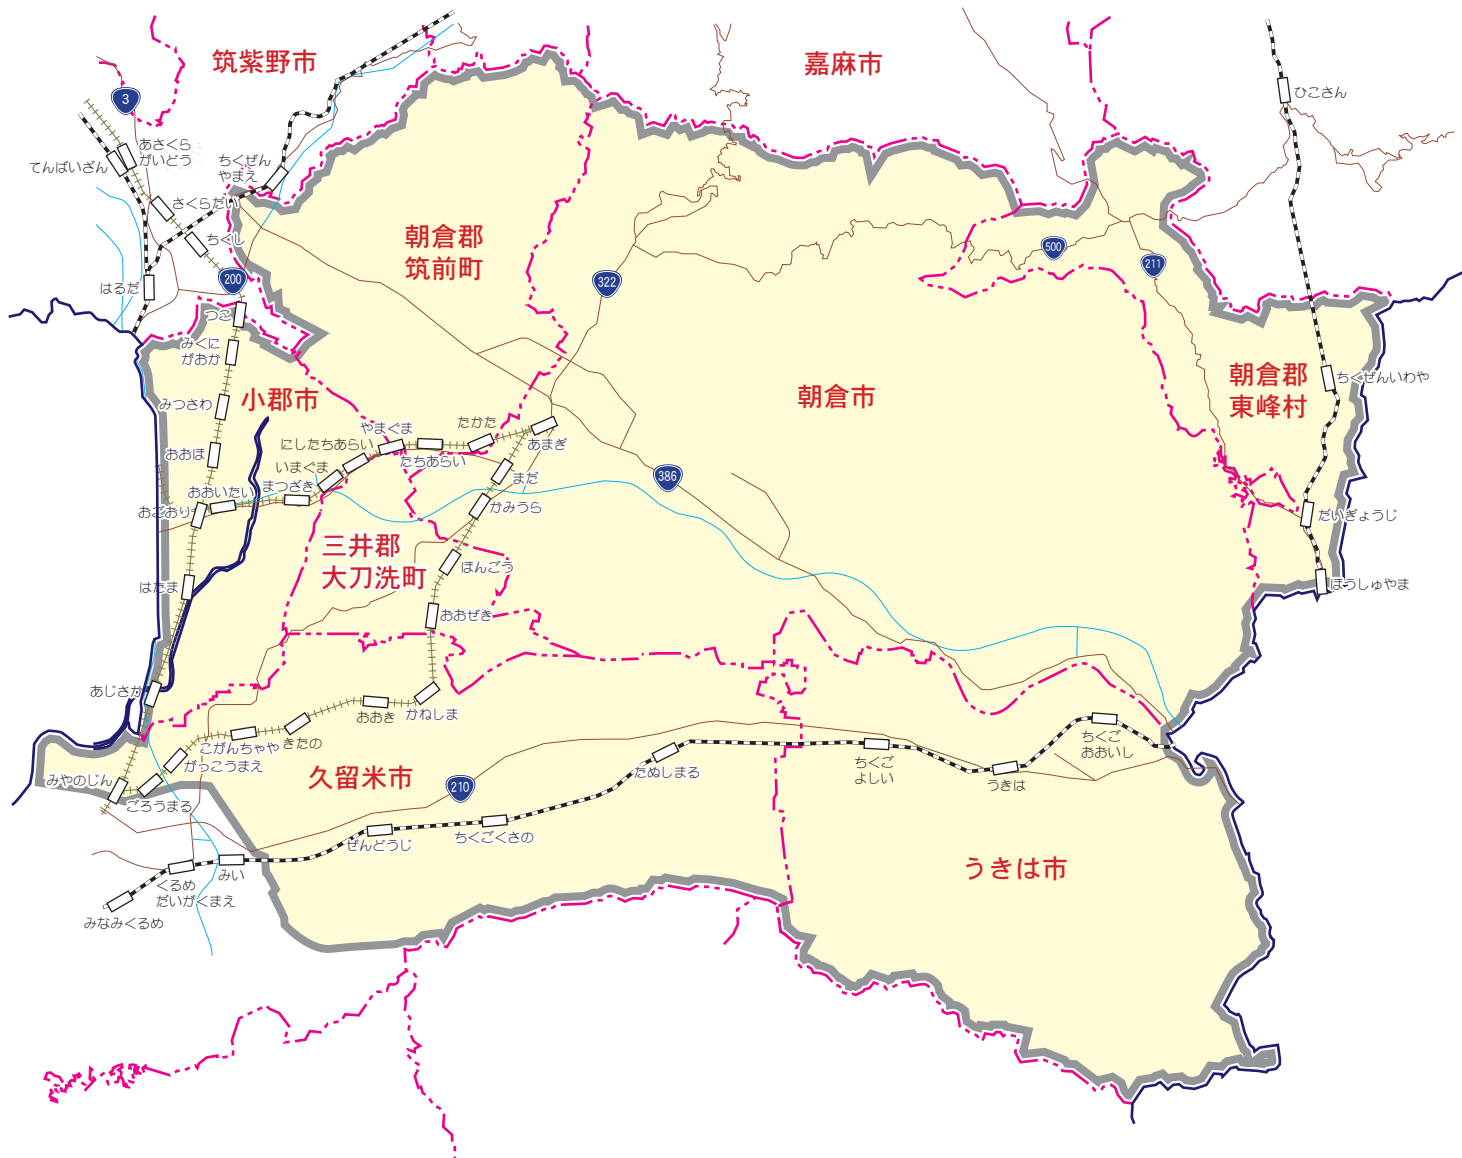 筑紫野市
嘉麻市
3
ひこさん
あさくら
がいどう
てんぱいざん
ちくぜん
やまえ
さくらだい
ちくし
朝倉郡
筑前町
500
211
200
322
はるだ
つこ
みくに
がおか
朝倉郡
東峰村
ちくぜんいわや
小郡市
朝倉市
みつさわ
やまぐま
たかた
あまぎ
にしたちあらい
たちあらい
おおほ
いまぐま
まだ
386
おおいたい
まつざき
かみうら
おごおり
だいぎょうじ
三井郡
大刀洗町
ほんごう
はたま
ほうしゅやま
おおぜき
あじさか
おおき
かねしま
こがんちゃや
きたの
がっこうまえ
ちくご
おおいし
みやのじん
久留米市
210
たぬしまる
ちくご
よしい
うきは
ごろうまる
ちくごくさの
ぜんどうじ
うきは市
みい
くるめ
だいがくまえ
みなみくるめ